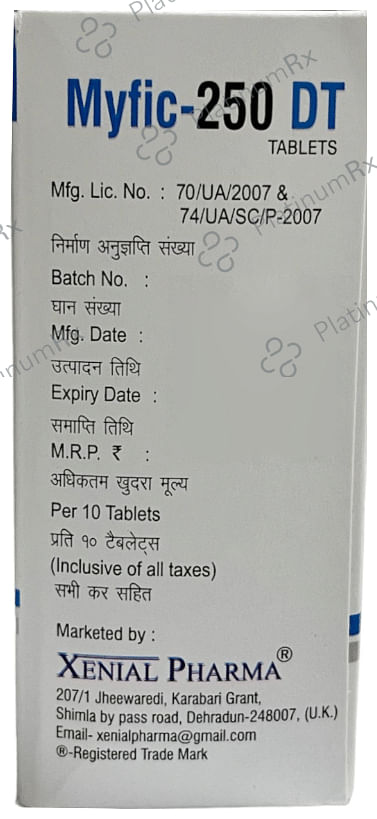 Myfic-250 DT
TABLETS
Mfg. Lic. No. : 70/UA/2007 &
74/UA/SC/P-2007
निर्माण अनुज्ञप्ति संख्या
Batch No. :
घान संख्या
Mfg. Date :
उत्पादन तिथि
Expiry Date :
समाप्ति तिथि
M.R.P. ₹ :
अधिकतम खुदरा मूल्य
Per 10 Tablets
प्रति १० टैबलेट्स
(Inclusive of all taxes)
सभी कर सहित
Marketed by :
XENIAL PHARMA®
207/1 Jheewaredi, Karabari Grant,
Shimla by pass road, Dehradun-248007, (U.K.)
Email- xenialpharma@gmail.com
®-Registered Trade Mark
PlatinumRx
PlatinumRx